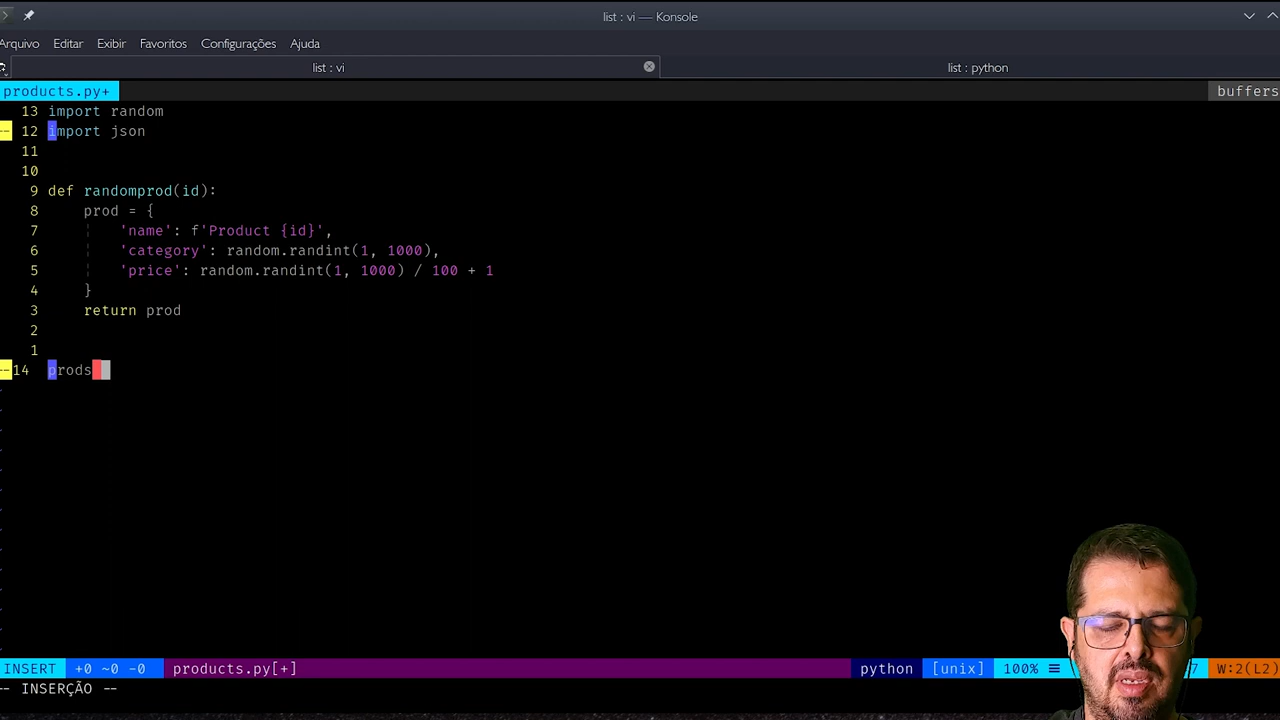 list : vi — Konsole
Arquivo Editar Exibir Favoritos Configurações Ajuda
list : vi list : python
products.py+ buffers
13 import random
-- 12 import json
11
10
9 def randomprod(id):
8 prod = {
7 'name': f'Product {id}',
6 'category': random.randint(1, 1000),
5 'price': random.randint(1, 1000) / 100 + 1
4 }
3 return prod
2
1
-- 14 prods
~
~
~
~
~
~
~
~
~
~
~
~
~
INSERT +0 ~0 -0 products.py[+] python [unix] 100% ☰ 7 W:2(L2)
-- INSERÇÃO --